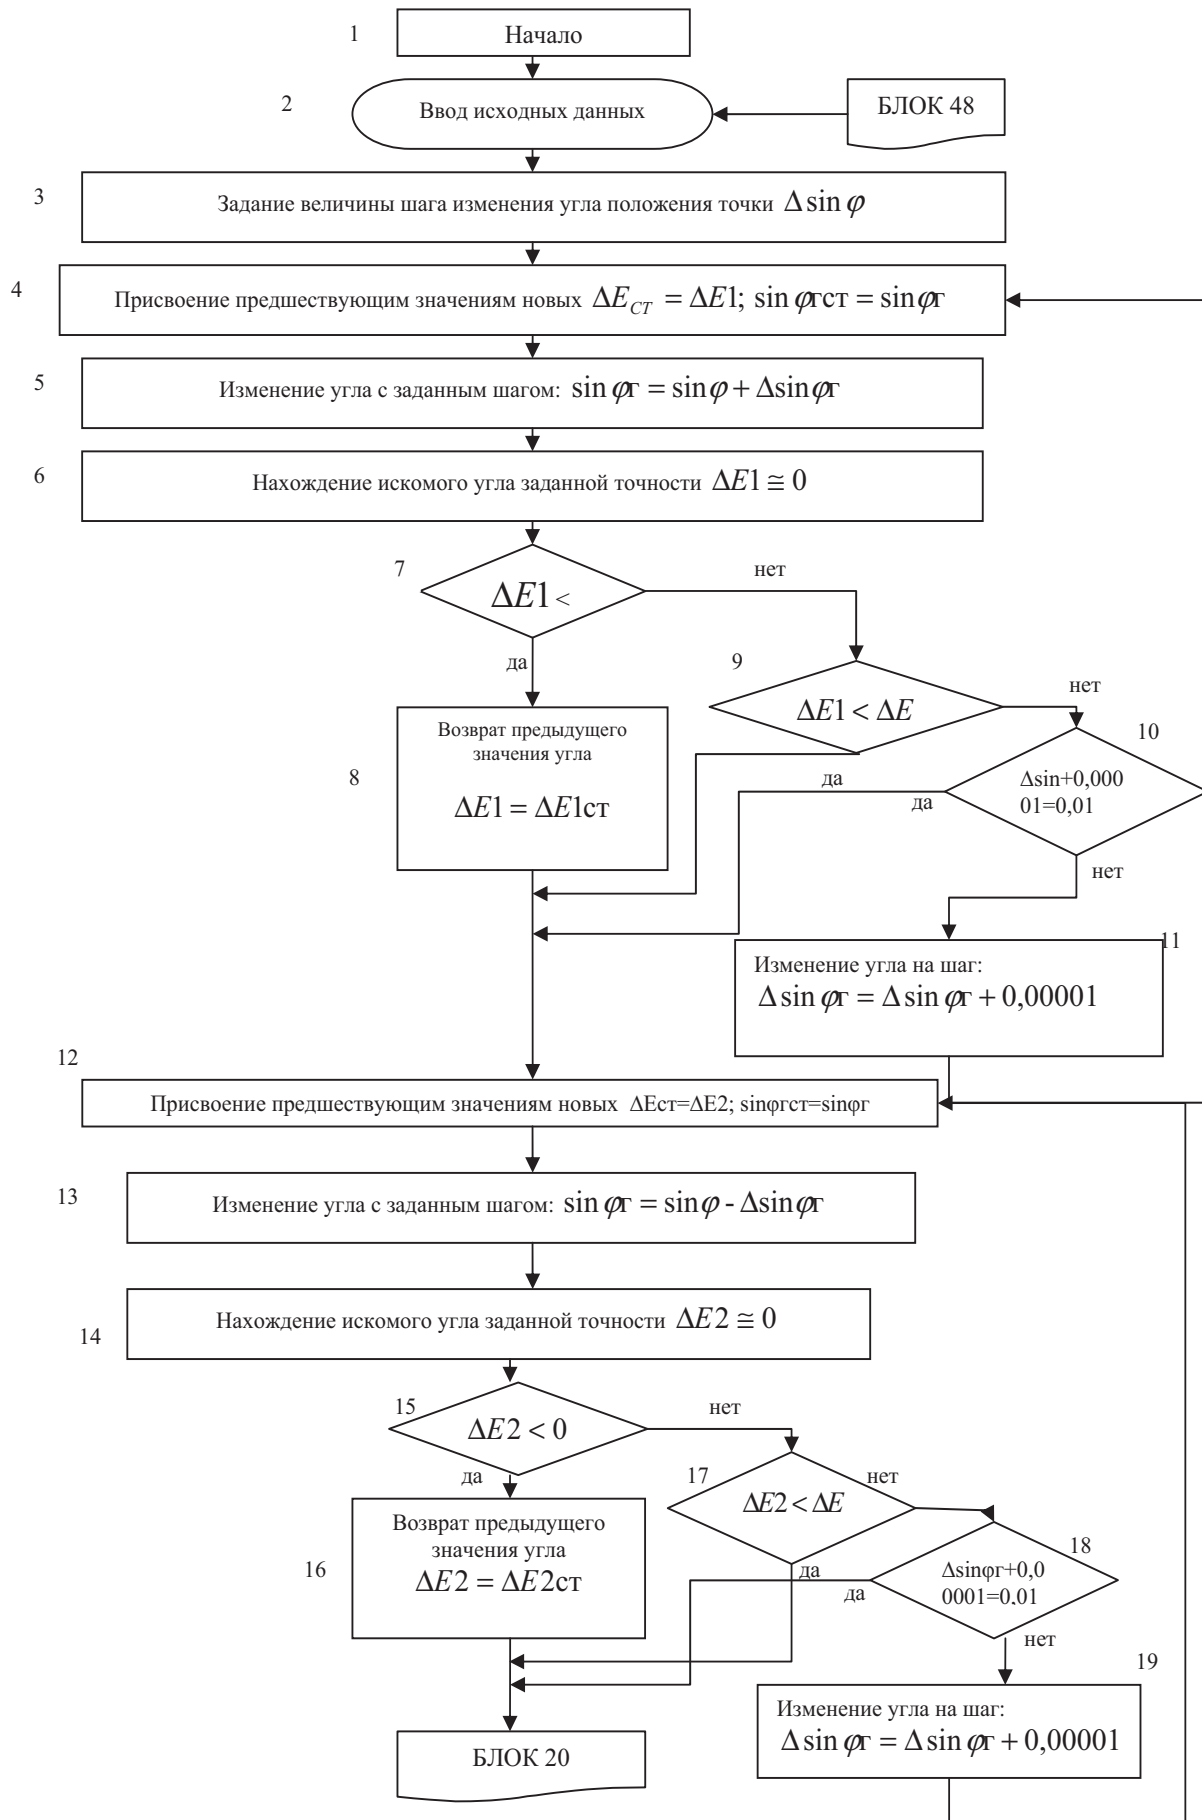 1
Начало
2
Ввод исходных данных
БЛОК 48
3
Задание величины шага изменения угла положения точки Δ sin φ
4
Присвоение предшествующим значениям новых ΔE_CT = ΔE1; sin φгст = sin φг
5
Изменение угла с заданным шагом: sin φг = sin φ + Δsin φг
6
Нахождение искомого угла заданной точности ΔE1 ≅ 0
7
ΔE1 <
нет
да
9
ΔE1 < ΔE
нет
10
Δsin+0,000
01=0,01
да
да
нет
8
Возврат предыдущего
значения угла
ΔE1 = ΔE1ст
11
Изменение угла на шаг:
Δ sin φг = Δ sin φг + 0,00001
12
Присвоение предшествующим значениям новых ΔEст=ΔE2; sinφгст=sinφг
13
Изменение угла с заданным шагом: sin φг = sin φ - Δsin φг
14
Нахождение искомого угла заданной точности ΔE2 ≅ 0
15
ΔE2 < 0
нет
да
17
ΔE2 < ΔE
нет
да
18
Δsinφг+0,0
0001=0,01
да
нет
16
Возврат предыдущего
значения угла
ΔE2 = ΔE2ст
19
Изменение угла на шаг:
Δ sin φг = Δ sin φг + 0,00001
БЛОК 20